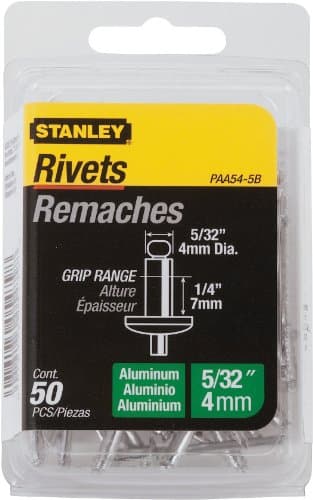 STANLEY
Rivets
PAA54-5B
Remaches
5/32"
4mm Dia.
GRIP RANGE
Alture
Épaisseur
1/4"
7mm
Cont.
50
PCS/Piezas
Aluminum
Aluminio
Aluminium
5/32"
4mm